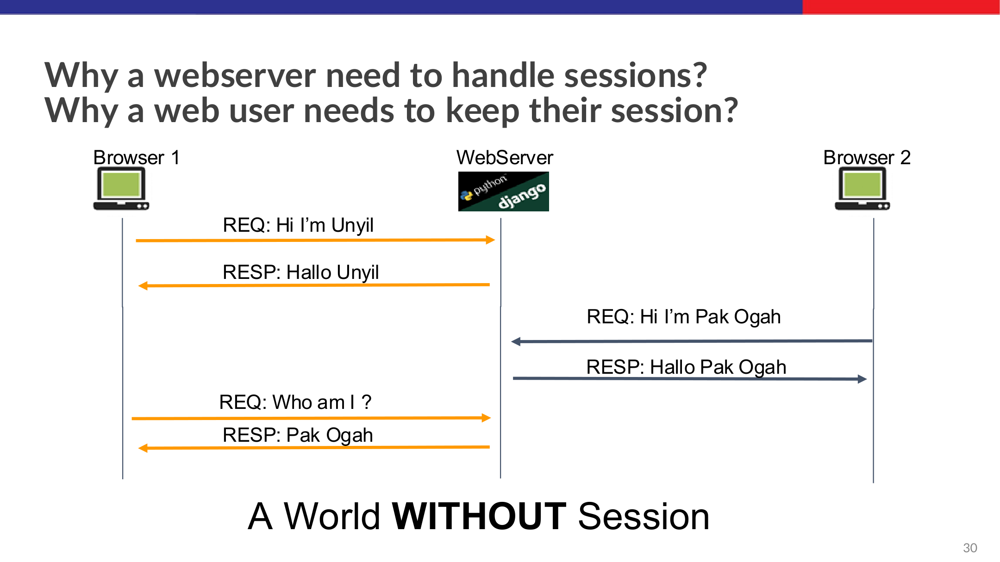 Why a webserver need to handle sessions?
Why a web user needs to keep their session?
Browser 1
WebServer
Browser 2
python
django
REQ: Hi I’m Unyil
RESP: Hallo Unyil
REQ: Hi I’m Pak Ogah
RESP: Hallo Pak Ogah
REQ: Who am I ?
RESP: Pak Ogah
A World WITHOUT Session
30